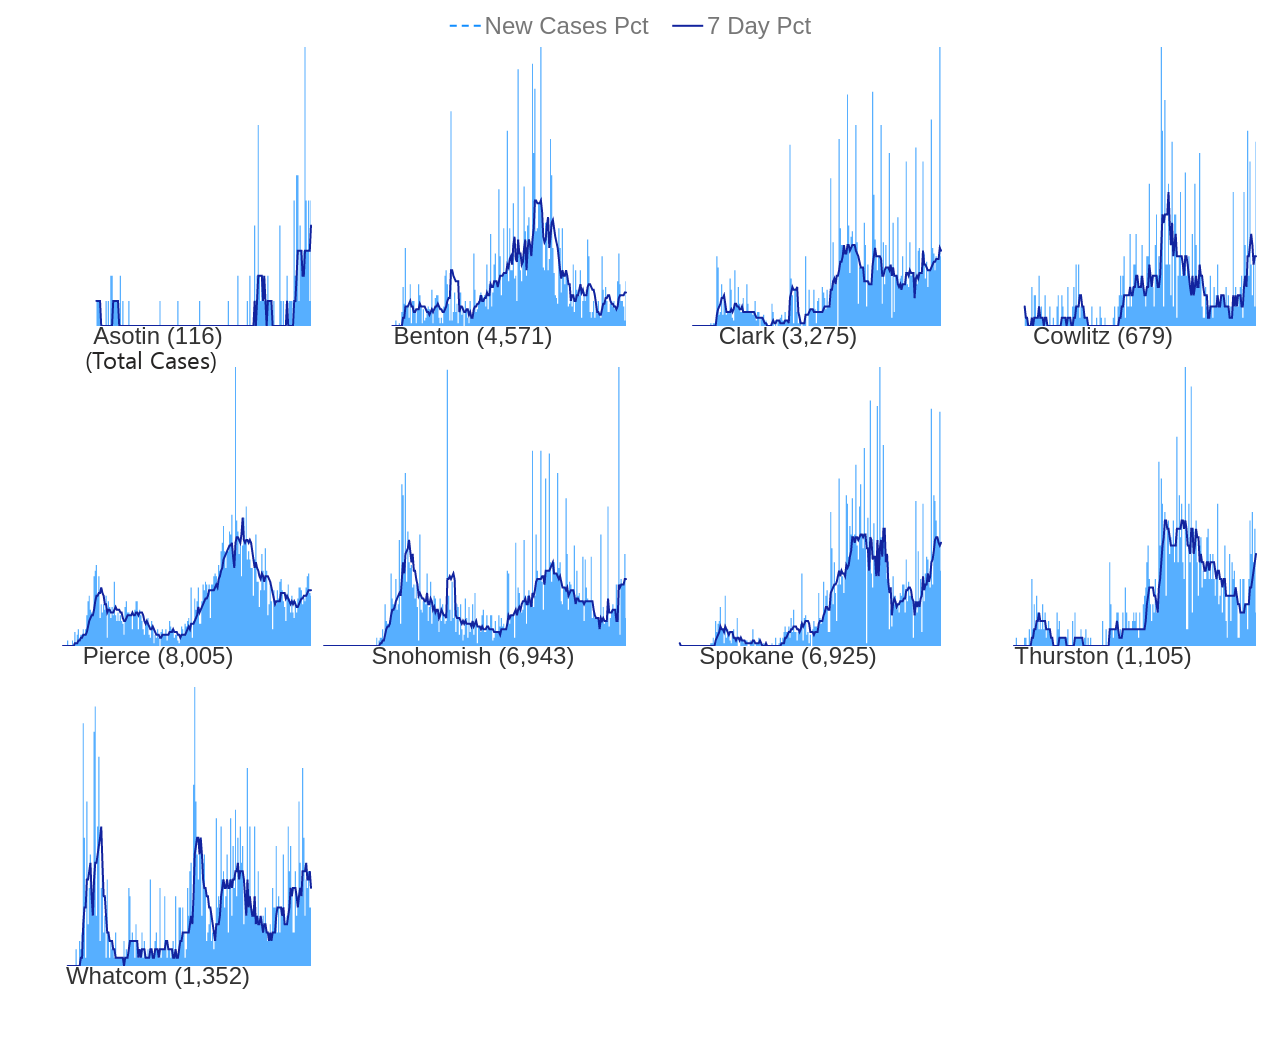 New Cases Pct 7 Day Pct
Asotin (116)
(Total Cases)
Benton (4,571)
Clark (3,275)
Cowlitz (679)
Pierce (8,005)
Snohomish (6,943)
Spokane (6,925)
Thurston (1,105)
Whatcom (1,352)